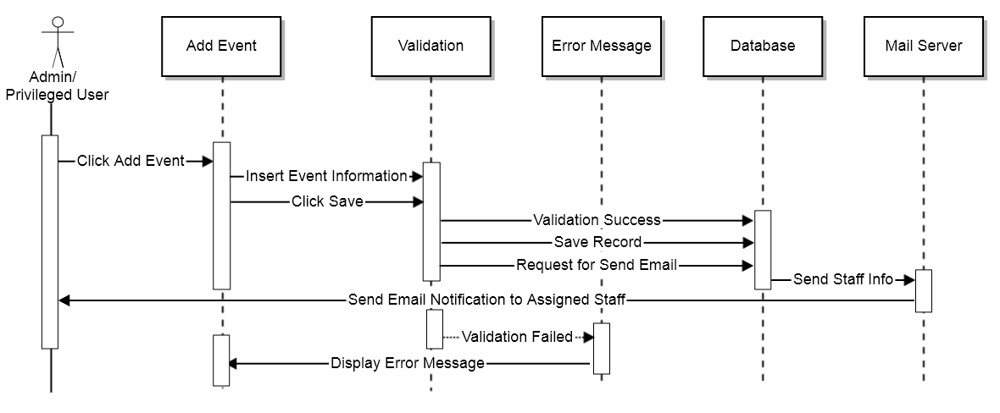 Add Event
Validation
Error Message
Database
Mail Server
Admin/
Privileged User
Click Add Event
Insert Event Information
Click Save
Validation Success
Save Record
Request for Send Email
Send Staff Info
Send Email Notification to Assigned Staff
Validation Failed
Display Error Message